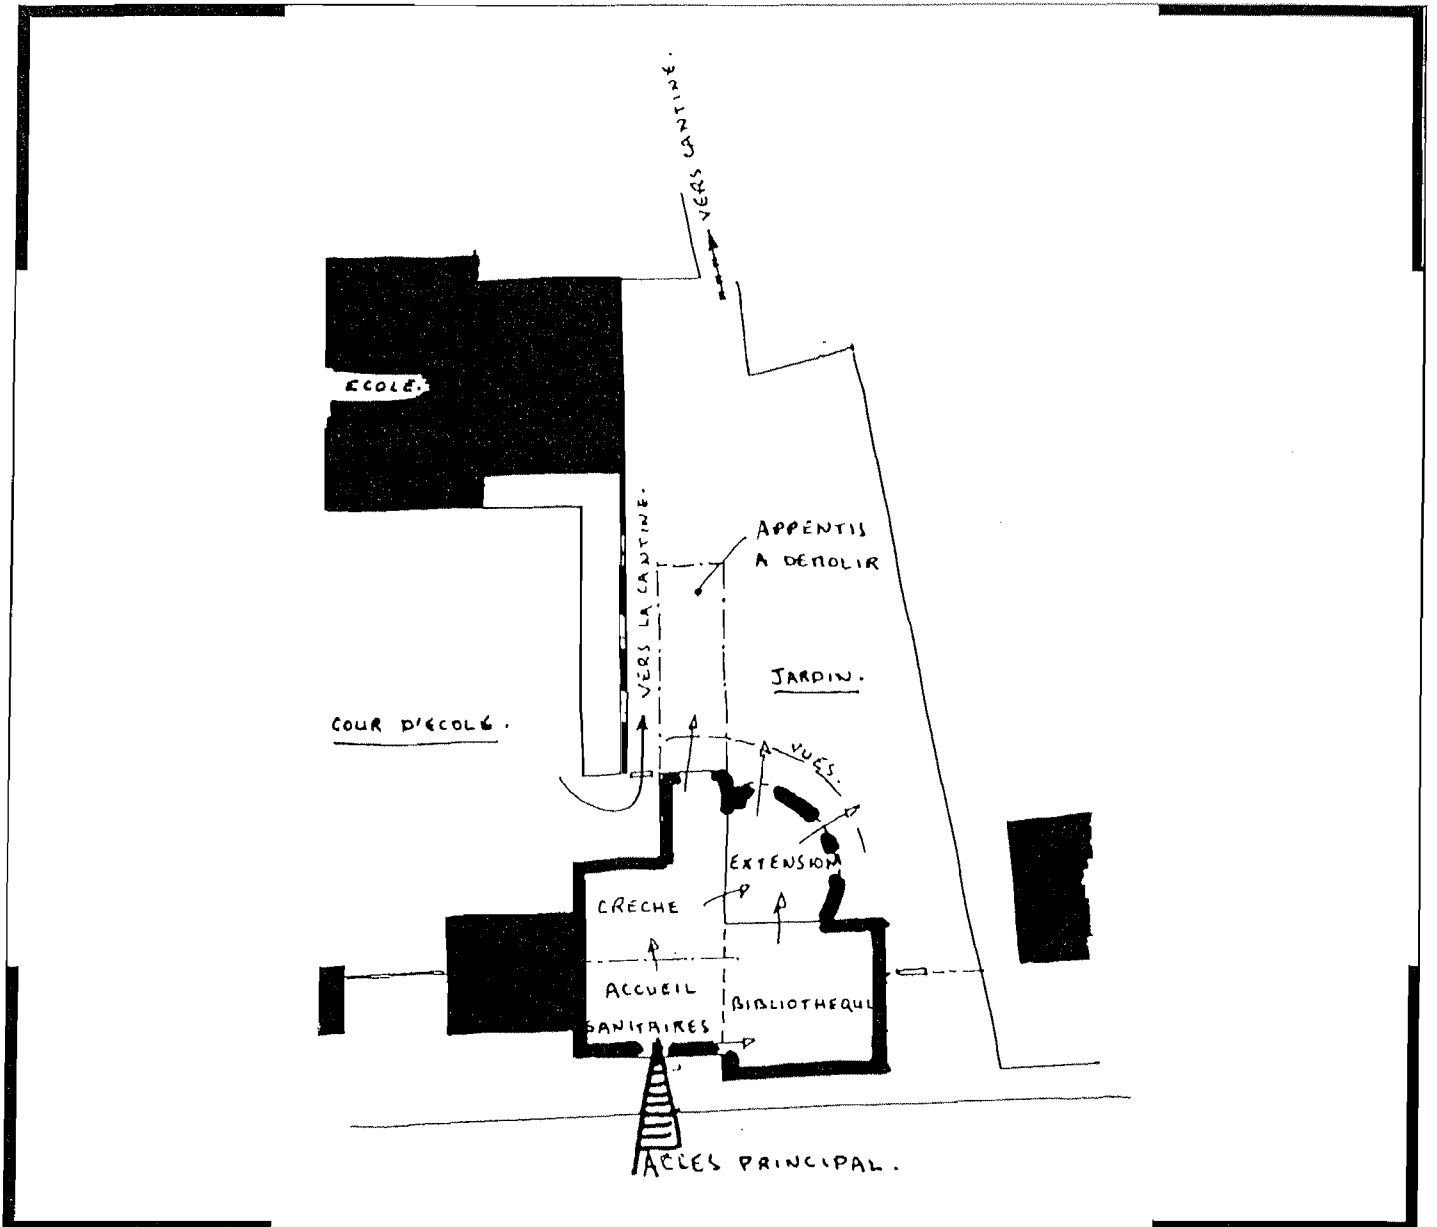 VERS CANTINE.
ECOLE.
VERS LA CANTINE.
APPENTIS
A DEMOLIR
JARDIN.
COUR D'ECOLE.
VUES.
EXTENSION
CRECHE
ACCUEIL
SANITAIRES
BIBLIOTHEQUE
ACCES PRINCIPAL.